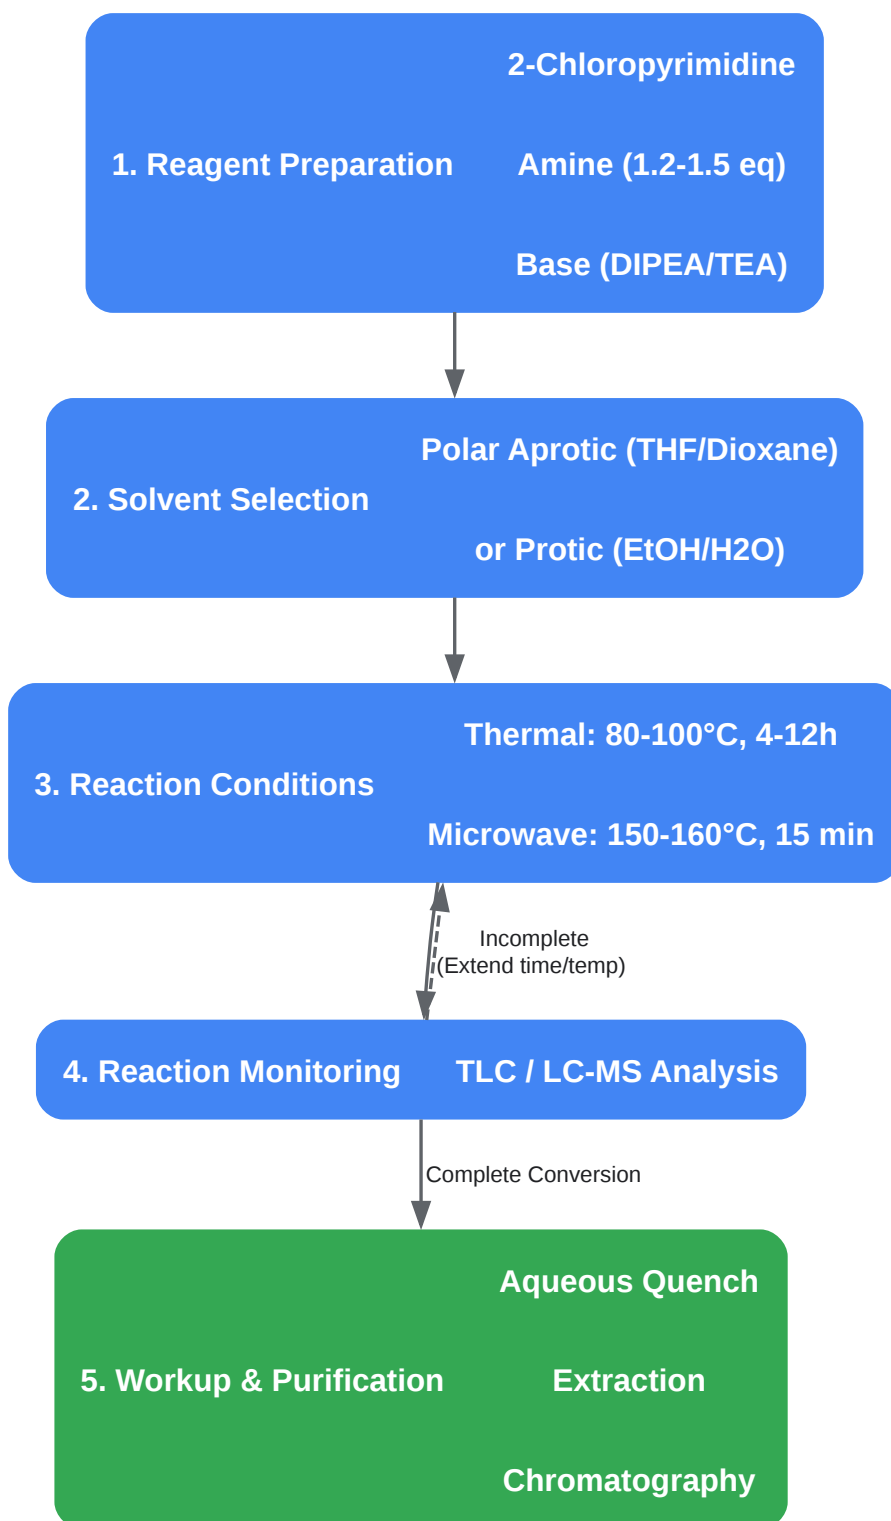 1. Reagent Preparation
2-Chloropyrimidine
Amine (1.2-1.5 eq)
Base (DIPEA/TEA)
2. Solvent Selection
Polar Aprotic (THF/Dioxane)
or Protic (EtOH/H2O)
3. Reaction Conditions
Thermal: 80-100°C, 4-12h
Microwave: 150-160°C, 15 min
Incomplete
(Extend time/temp)
4. Reaction Monitoring
TLC / LC-MS Analysis
Complete Conversion
5. Workup & Purification
Aqueous Quench
Extraction
Chromatography